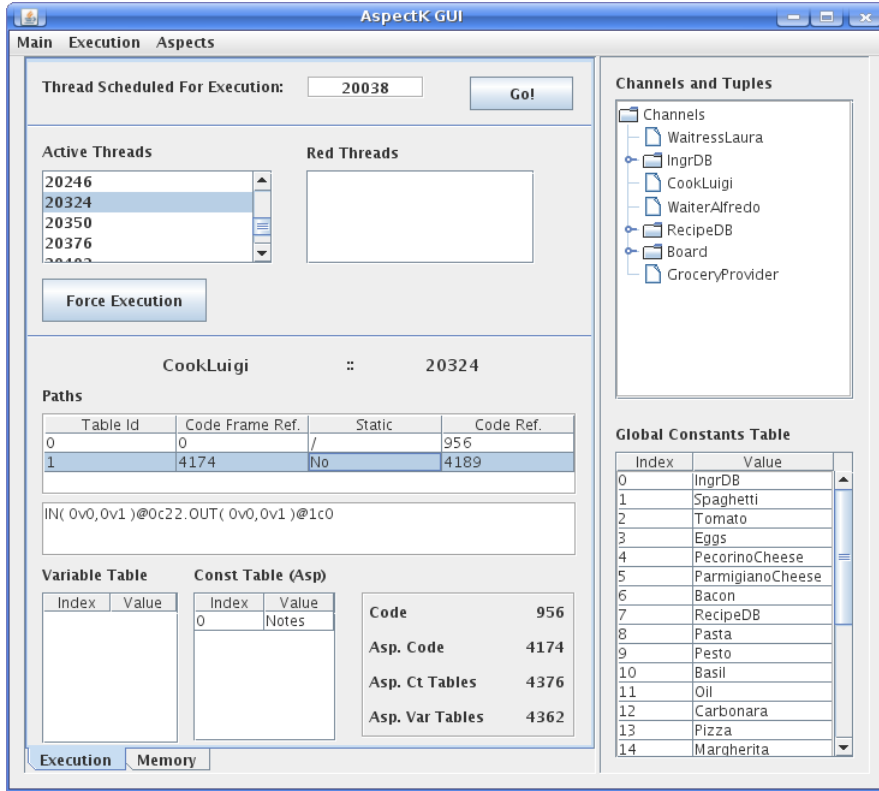 AspectK GUI
Main Execution Aspects
Thread Scheduled For Execution: 20038 Go!
Active Threads Red Threads
20246
20324
20350
20376
Force Execution
CookLuigi :: 20324
Paths
Table Id Code Frame Ref. Static Code Ref.
0 0 / 956
1 4174 No 4189
IN( 0v0,0v1 )@0c22.OUT( 0v0,0v1 )@1c0
Variable Table Const Table (Asp)
Index Value Index Value
0 Notes
Code 956
Asp. Code 4174
Asp. Ct Tables 4376
Asp. Var Tables 4362
Execution Memory
Channels and Tuples
Channels
WaitressLaura
IngrDB
CookLuigi
WaiterAlfredo
RecipeDB
Board
GroceryProvider
Global Constants Table
Index Value
0 IngrDB
1 Spaghetti
2 Tomato
3 Eggs
4 PecorinoCheese
5 ParmigianoCheese
6 Bacon
7 RecipeDB
8 Pasta
9 Pesto
10 Basil
11 Oil
12 Carbonara
13 Pizza
14 Margherita